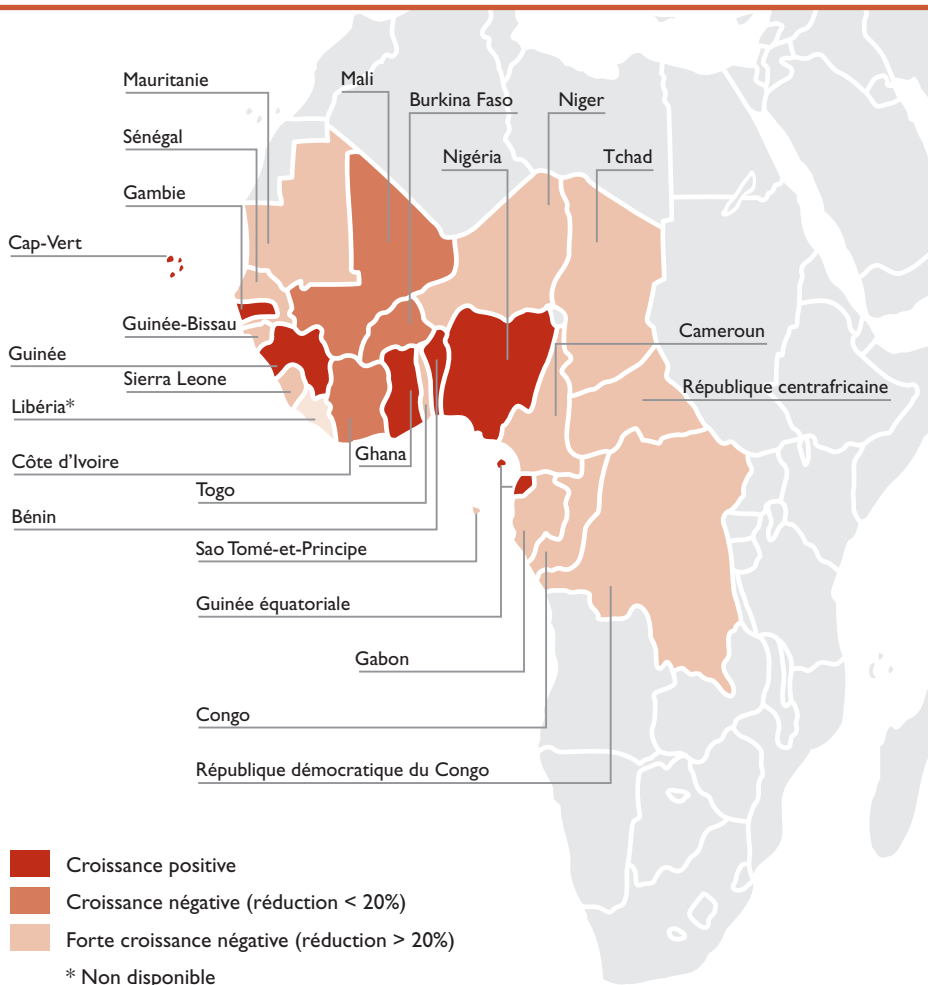 Mauritanie
Mali
Burkina Faso
Niger
Sénégal
Nigéria
Tchad
Gambie
Cap-Vert
Guinée-Bissau
Cameroun
Guinée
Sierra Leone
République centrafricaine
Libéria*
Ghana
Côte d'Ivoire
Togo
Bénin
Sao Tomé-et-Principe
Guinée équatoriale
Gabon
Congo
République démocratique du Congo
Croissance positive
Croissance négative (réduction < 20%)
Forte croissance négative (réduction > 20%)
* Non disponible